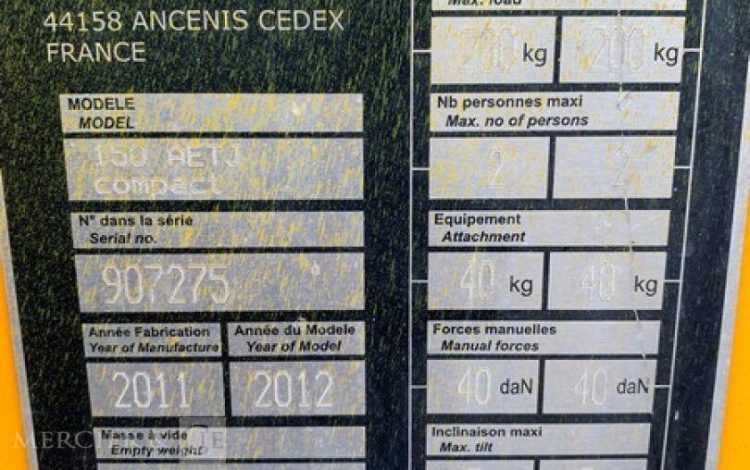 44158 ANCENIS CEDEX
FRANCE
MODELE
MODEL
150 AETJ
compact
N° dans la série
Serial no.
907275
Année Fabrication
Year of Manufacture
Année du Modele
Year of Model
2011
2012
Masse à vide
Empty weight
Max. load
200 kg
200 kg
Nb personnes maxi
Max. no of persons
2
2
Equipement
Attachment
40 kg
40 kg
Forces manuelles
Manual forces
40 daN
40 daN
Inclinaison maxi
Max. tilt